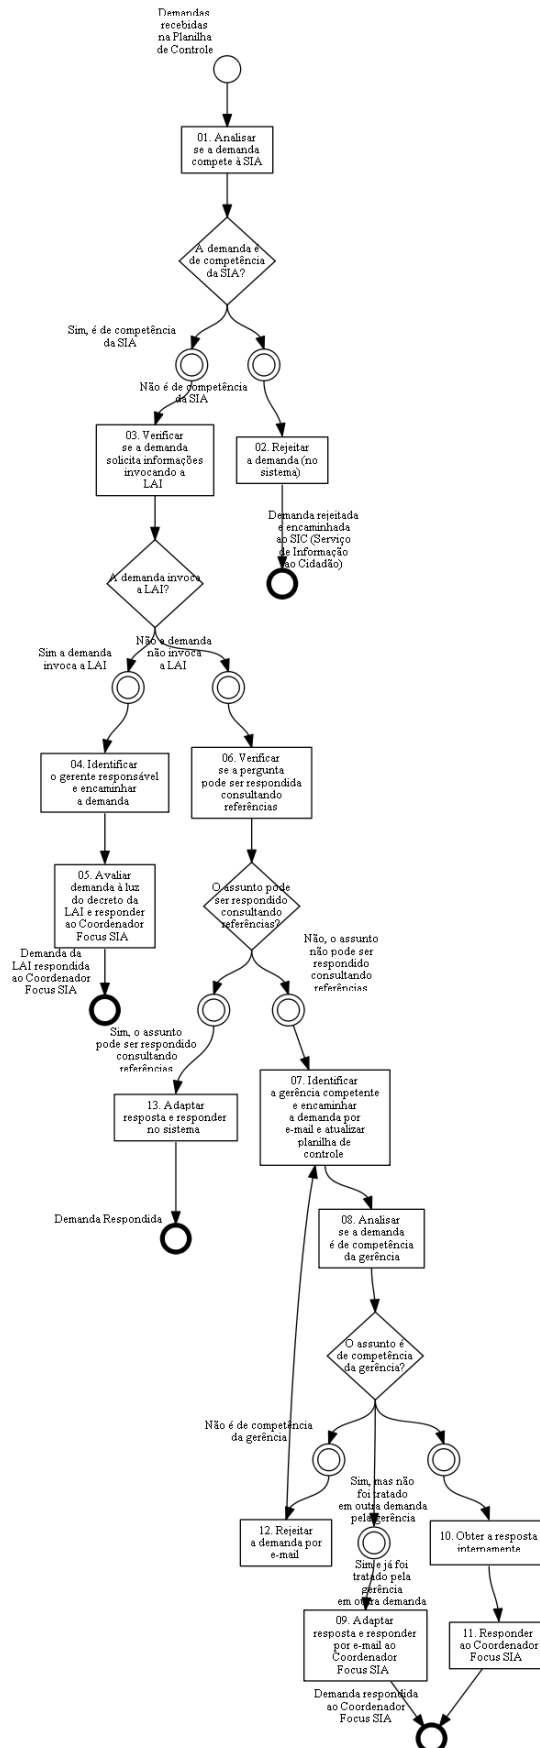 Demandas
recebidas
na Planilha
de Controle
01. Analisar
se a demanda
compete à SIA
A demanda é
de competência
da SIA?
Sim, é de competência
da SIA
Não é de competência
da SIA
03. Verificar
se a demanda
solicita informações
invocando a
LAI
02. Rejeitar
a demanda (no
sistema)
Demanda rejeitada
e encaminhada
ao SIC (Serviço
de Informação
ao Cidadão)
A demanda invoca
a LAI?
Sim a demanda
invoca a LAI
Não a demanda
não invoca
a LAI
04. Identificar
o gerente responsável
e encaminhar
a demanda
06. Verificar
se a pergunta
pode ser respondida
consultando
referências
05. Avaliar
demanda à luz
do decreto da
LAI e responder
ao Coordenador
Focus SIA
O assunto pode
ser respondido
consultando
referências?
Demanda da
LAI respondida
ao Coordenador
Focus SIA
Não, o assunto
não pode ser
respondido
consultando
referências
Sim, o assunto
pode ser respondido
consultando
referências
07. Identificar
a gerência competente
e encaminhar
a demanda por
e-mail e atualizar
planilha de
controle
13. Adaptar
resposta e responder
no sistema
Demanda Respondida
08. Analisar
se a demanda
é de competência
da gerência
O assunto é
de competência
da gerência?
Não é de competência
da gerência
Sim, mas não
foi tratado
em outra demanda
pela gerência
12. Rejeitar
a demanda por
e-mail
10. Obter a resposta
internamente
Sim e já foi
tratado pela
gerência
em outra demanda
09. Adaptar
resposta e responder
por e-mail ao
Coordenador
Focus SIA
11. Responder
ao Coordenador
Focus SIA
Demanda respondida
ao Coordenador
Focus SIA